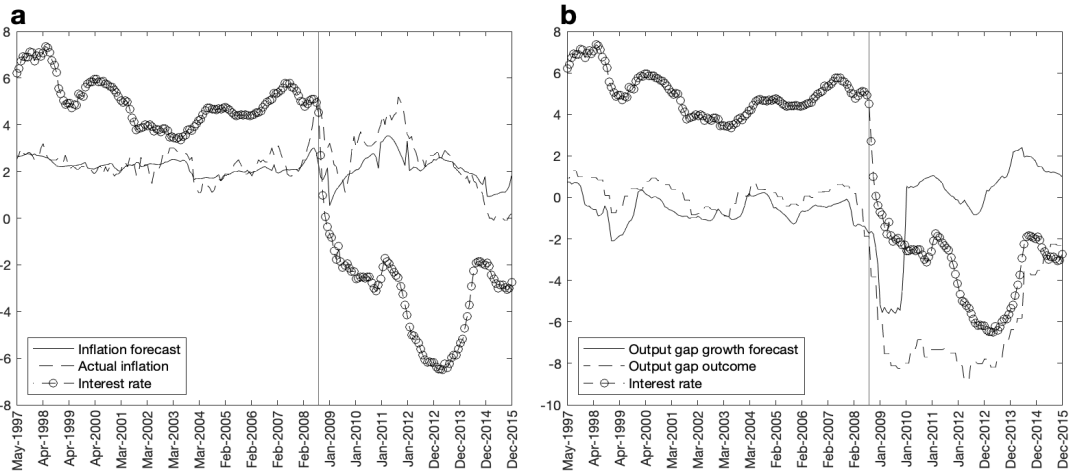 a
8
6
4
2
0
-2
-4
-6
-8
Inflation forecast
Actual inflation
Interest rate
May-1997
Apr-1998
Apr-1999
Apr-2000
Mar-2001
Mar-2002
Mar-2003
Mar-2004
Feb-2005
Feb-2006
Feb-2007
Feb-2008
Jan-2009
Jan-2010
Jan-2011
Jan-2012
Dec-2012
Dec-2013
Dec-2014
Dec-2015
b
8
6
4
2
0
-2
-4
-6
-8
-10
Output gap growth forecast
Output gap outcome
Interest rate
May-1997
Apr-1998
Apr-1999
Apr-2000
Mar-2001
Mar-2002
Mar-2003
Mar-2004
Feb-2005
Feb-2006
Feb-2007
Feb-2008
Jan-2009
Jan-2010
Jan-2011
Jan-2012
Dec-2012
Dec-2013
Dec-2014
Dec-2015